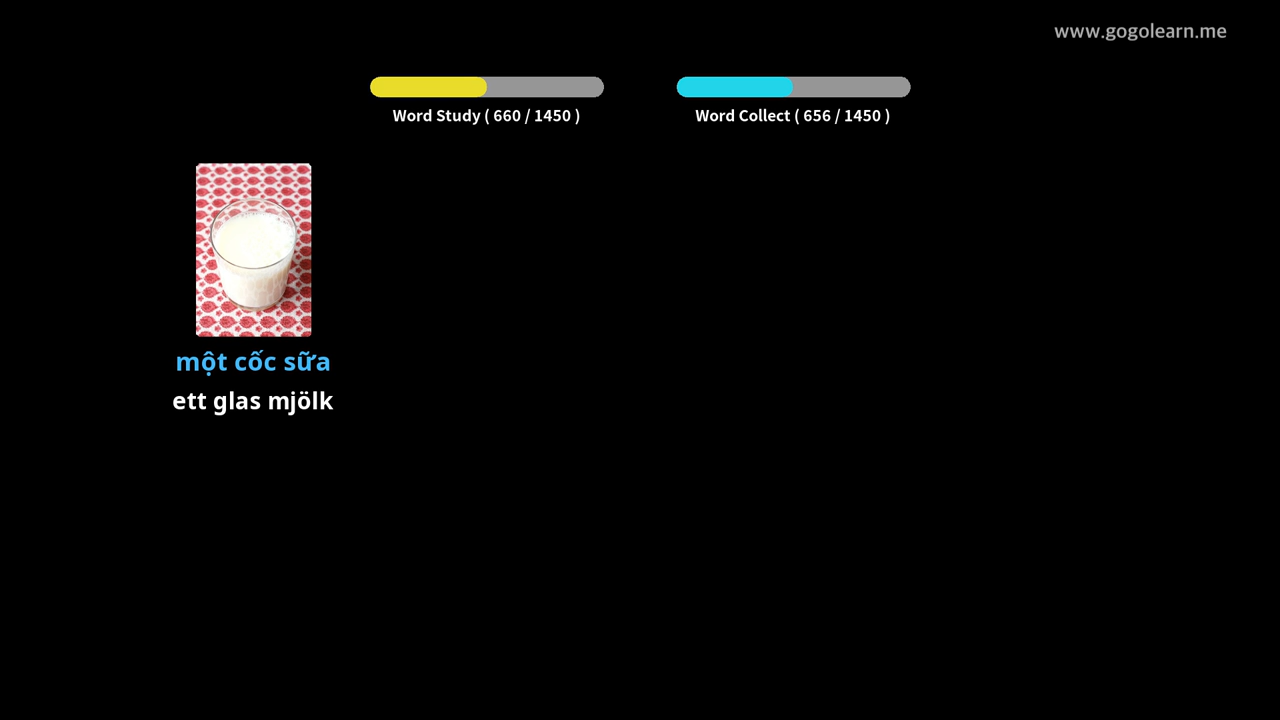 www.gogolearn.me
Word Study ( 660 / 1450 )
Word Collect ( 656 / 1450 )
một cốc sữa
ett glas mjölk